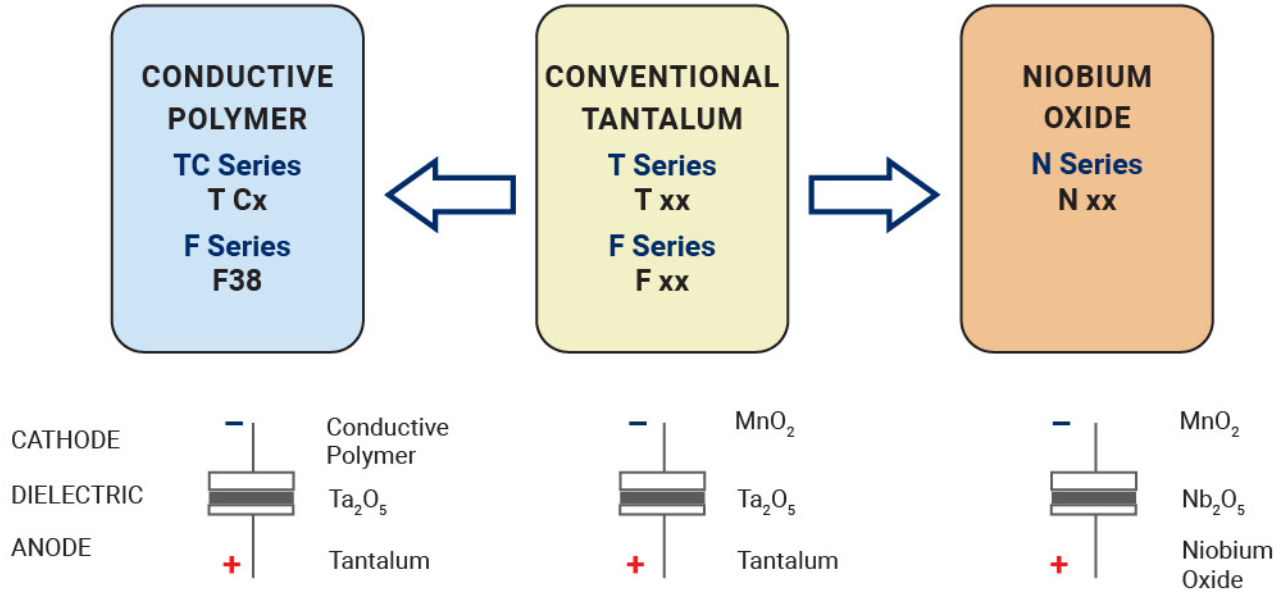 CONDUCTIVE
POLYMER
TC Series
T Cx
F Series
F38
CONVENTIONAL
TANTALUM
T Series
T xx
F Series
F xx
NIOBIUM
OXIDE
N Series
N xx
CATHODE
DIELECTRIC
ANODE
−
Conductive
Polymer
Ta₂O₅
+
Tantalum
−
MnO₂
Ta₂O₅
+
Tantalum
−
MnO₂
Nb₂O₅
+
Niobium
Oxide